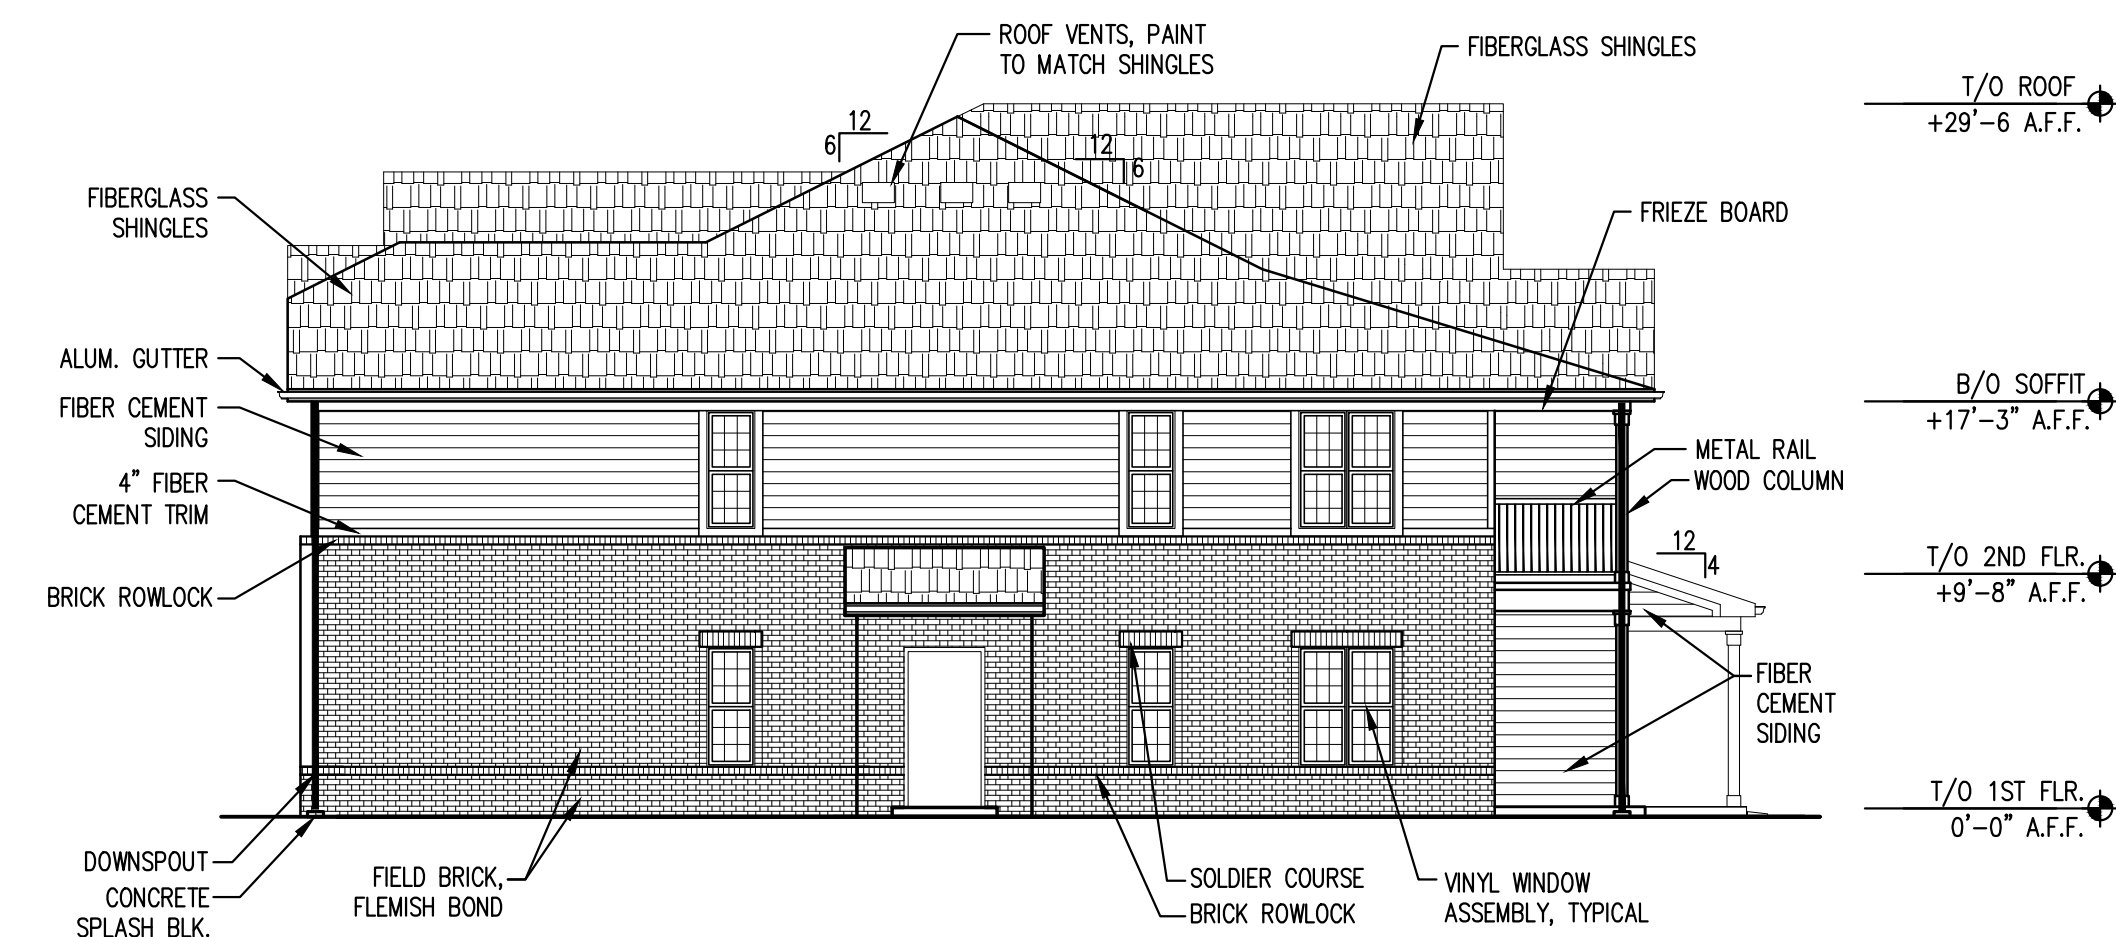 ROOF VENTS, PAINT
TO MATCH SHINGLES
FIBERGLASS SHINGLES
T/O ROOF
+29'-6 A.F.F.
12
6
12
6
FIBERGLASS
SHINGLES
FRIEZE BOARD
ALUM. GUTTER
B/O SOFFIT
+17'-3" A.F.F.
FIBER CEMENT
SIDING
METAL RAIL
WOOD COLUMN
4" FIBER
CEMENT TRIM
12
4
T/O 2ND FLR.
+9'-8" A.F.F.
BRICK ROWLOCK
FIBER
CEMENT
SIDING
T/O 1ST FLR.
0'-0" A.F.F.
DOWNSPOUT
CONCRETE
SPLASH BLK.
FIELD BRICK,
FLEMISH BOND
SOLDIER COURSE
BRICK ROWLOCK
VINYL WINDOW
ASSEMBLY, TYPICAL